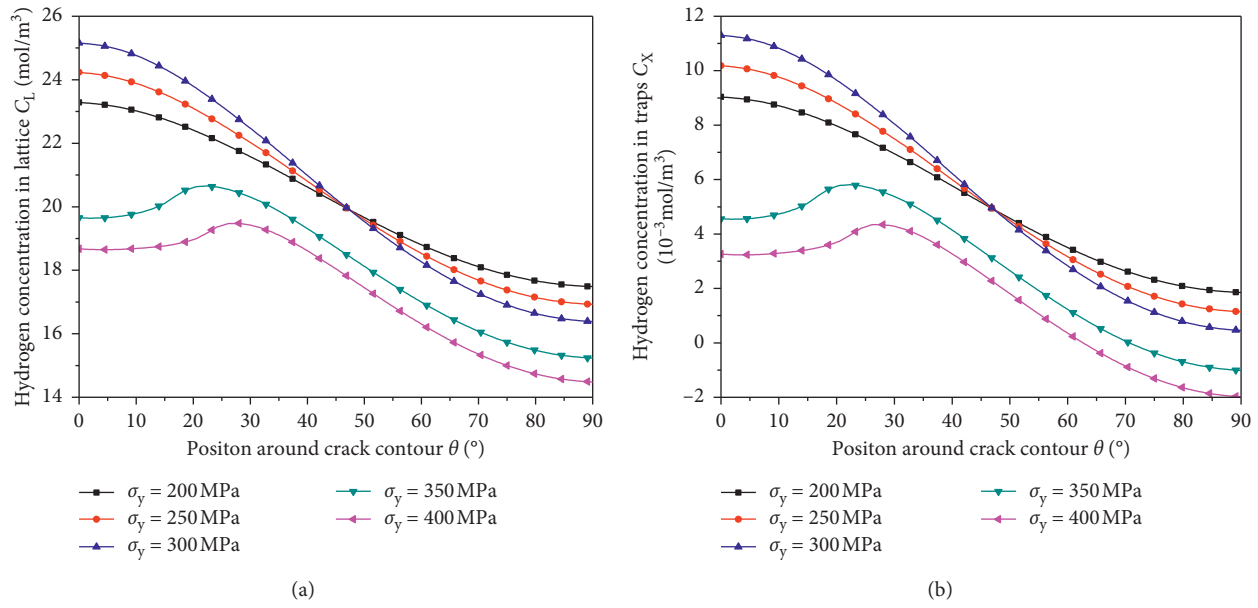 Hydrogen concentration in lattice C_L (mol/m³)
26
24
22
20
18
16
14
0 10 20 30 40 50 60 70 80 90
Positon around crack contour θ (°)
σ_y = 200 MPa
σ_y = 250 MPa
σ_y = 300 MPa
σ_y = 350 MPa
σ_y = 400 MPa
(a)
Hydrogen concentration in traps C_X
(10⁻³mol/m³)
12
10
8
6
4
2
0
−2
0 10 20 30 40 50 60 70 80 90
Positon around crack contour θ (°)
σ_y = 200 MPa
σ_y = 250 MPa
σ_y = 300 MPa
σ_y = 350 MPa
σ_y = 400 MPa
(b)